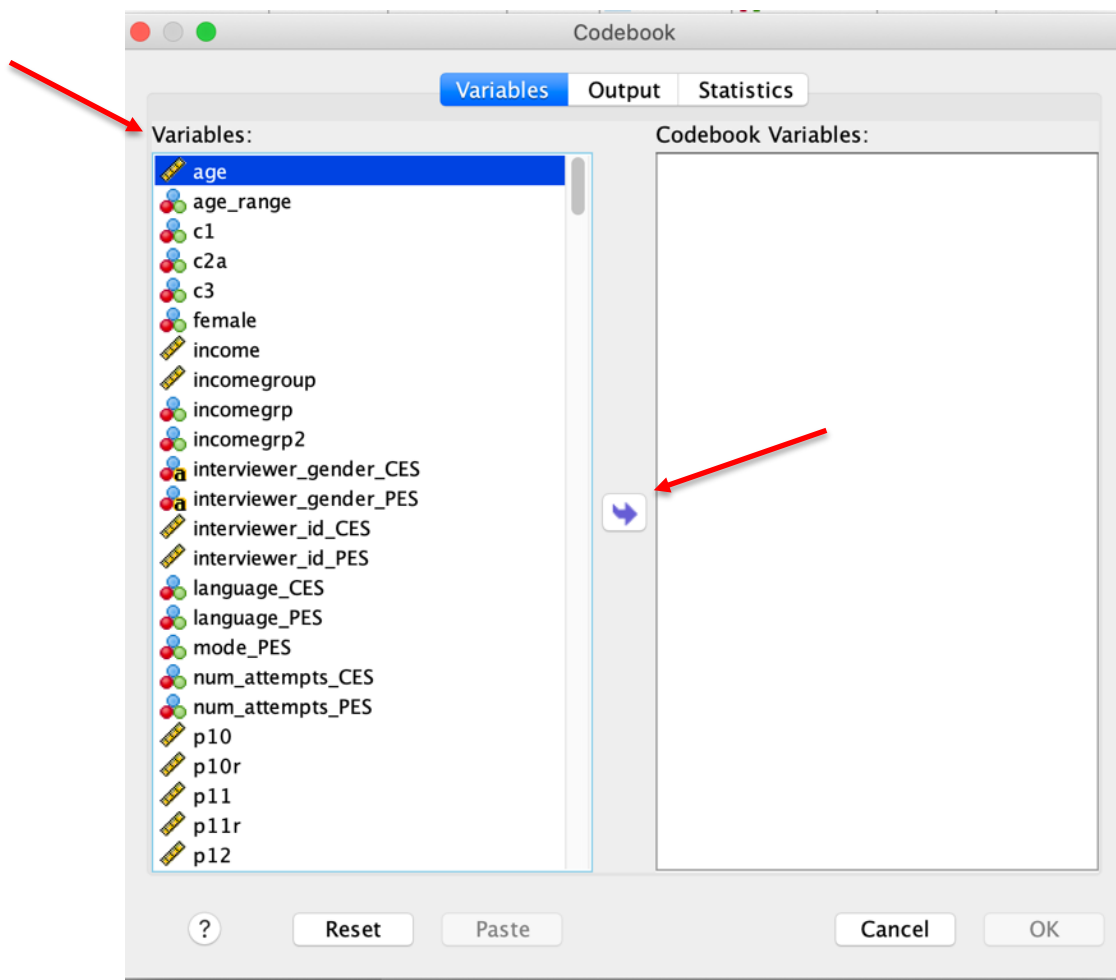 Codebook
Variables Output Statistics
Variables: Codebook Variables:
age
age_range
c1
c2a
c3
female
income
incomegroup
incomegrp
incomegrp2
a interviewer_gender_CES
a interviewer_gender_PES
interviewer_id_CES
interviewer_id_PES
language_CES
language_PES
mode_PES
num_attempts_CES
num_attempts_PES
p10
p10r
p11
p11r
p12
? Reset Paste Cancel OK